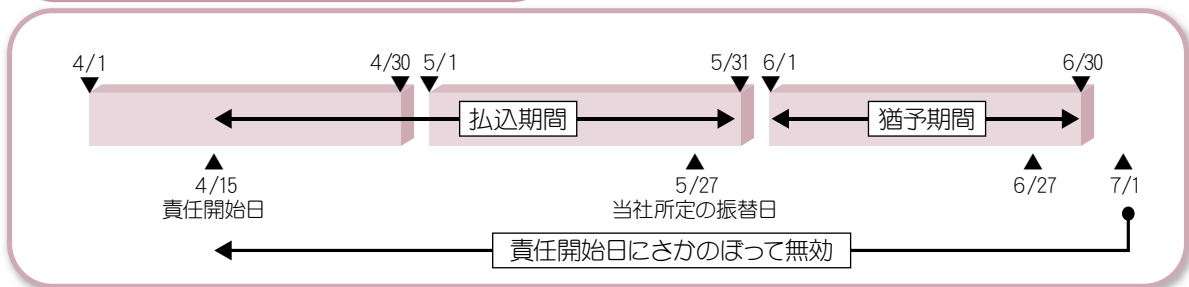 4/1 4/30 5/1 5/31 6/1 6/30
払込期間 猶予期間
4/15 5/27 6/27 7/1
責任開始日 当社所定の振替日
責任開始日にさかのぼって無効